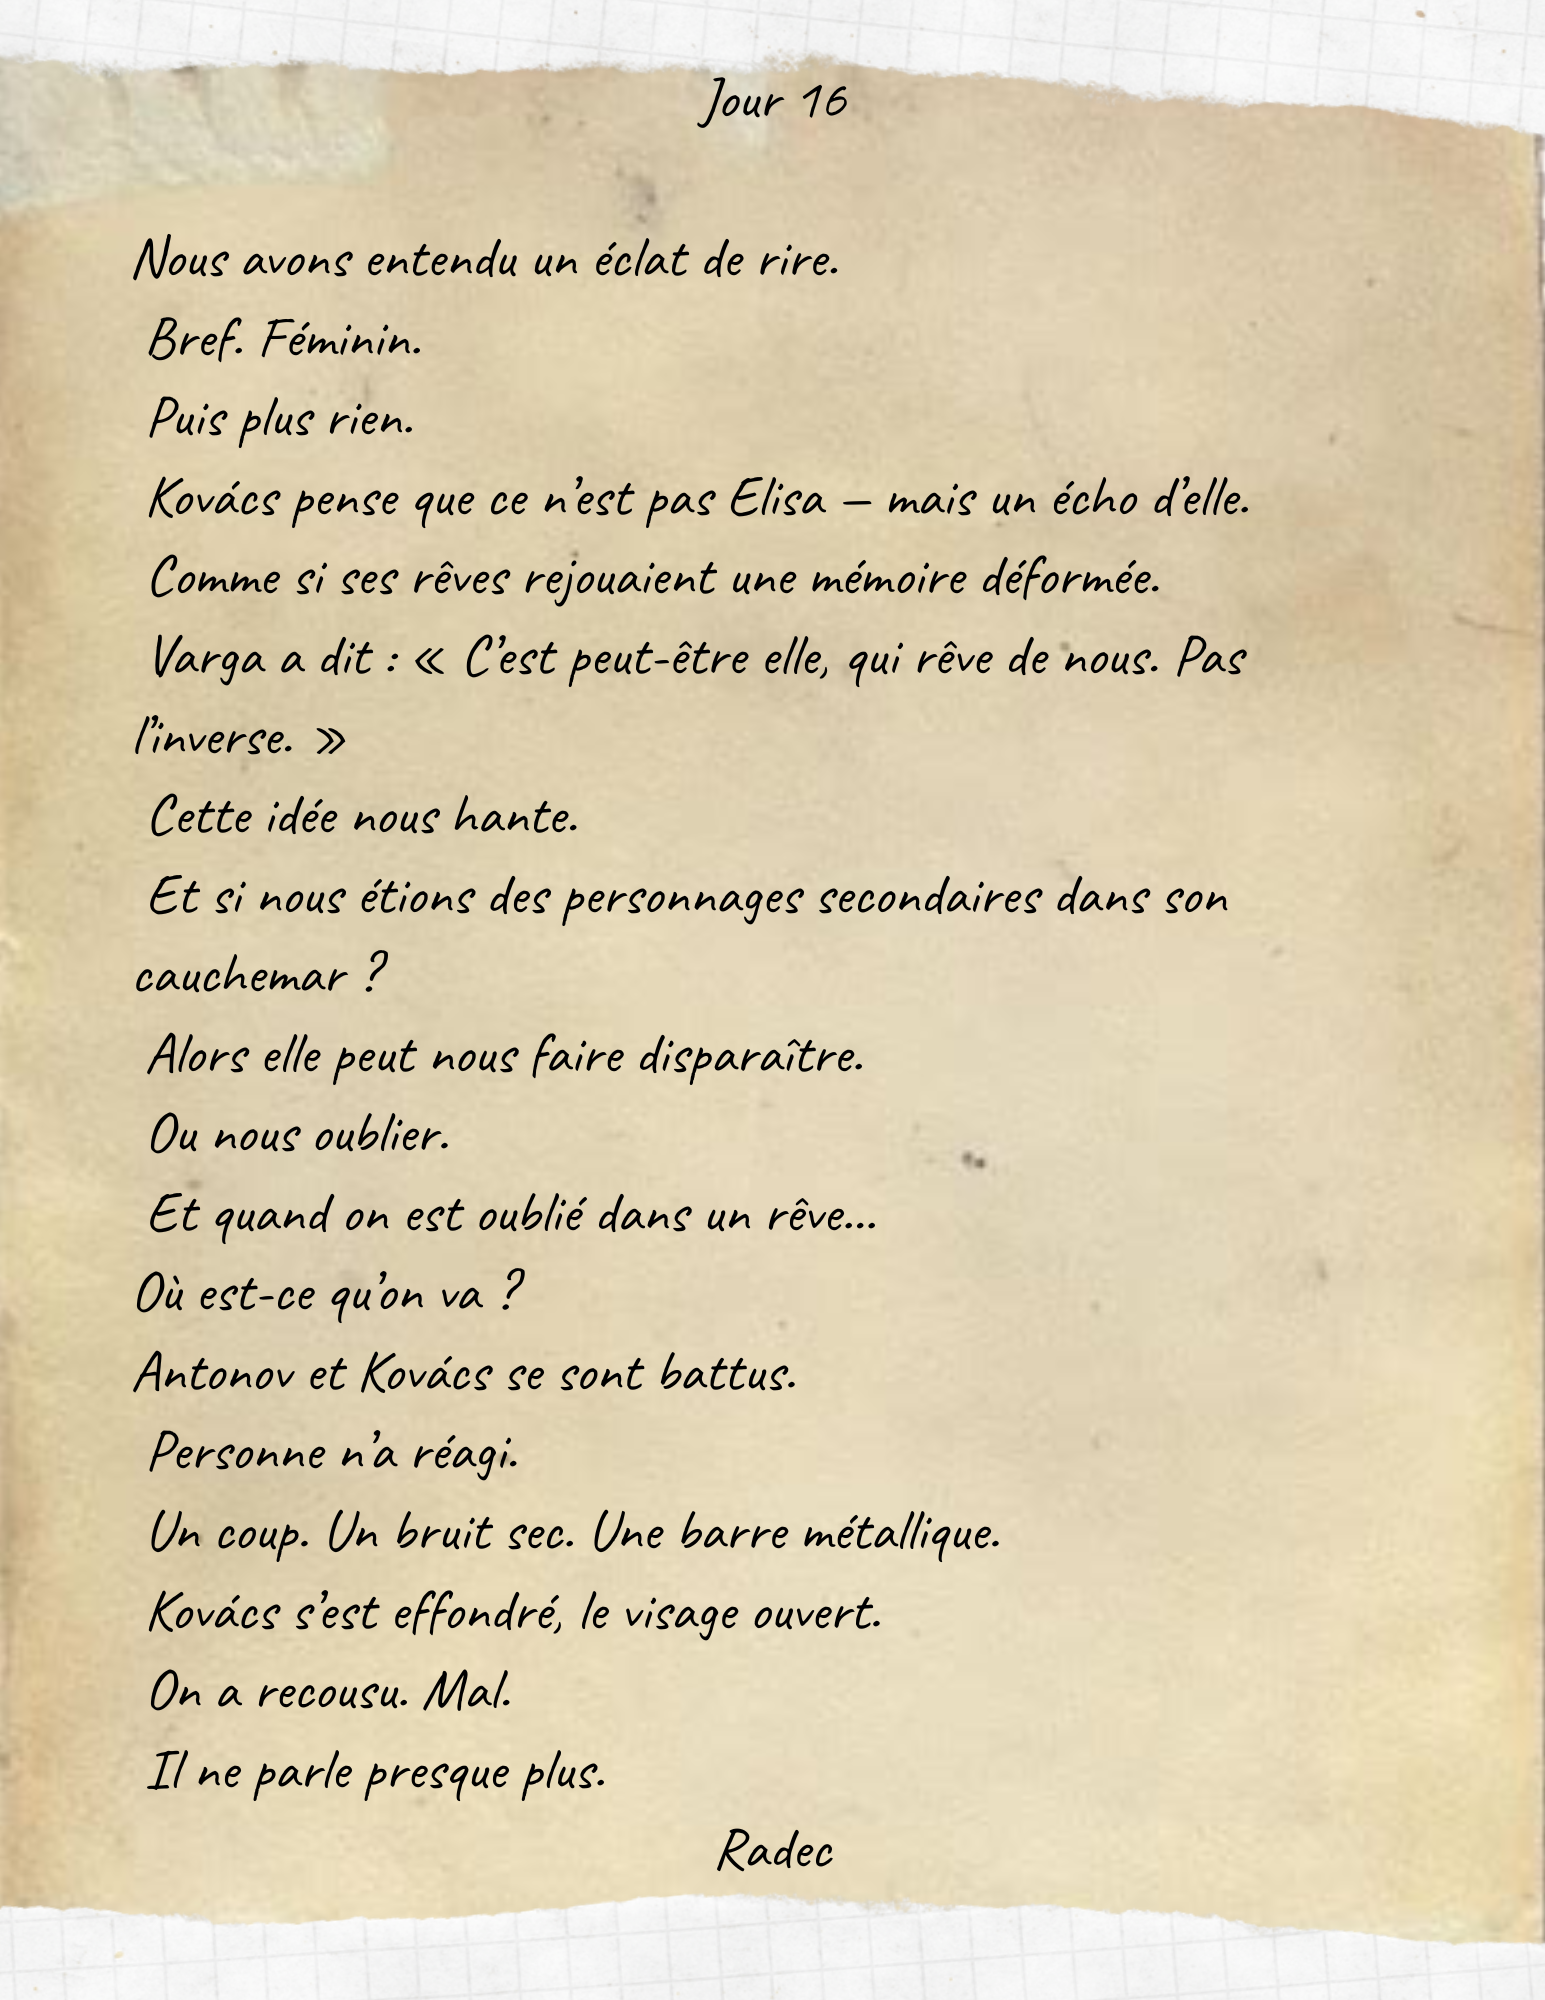 Jour 16
Nous avons entendu un éclat de rire.
Bref. Féminin.
Puis plus rien.
Kovács pense que ce n’est pas Elisa – mais un écho d’elle.
Comme si ses rêves rejouaient une mémoire déformée.
Varga a dit : « C’est peut-être elle, qui rêve de nous. Pas
l’inverse. »
Cette idée nous hante.
Et si nous étions des personnages secondaires dans son
cauchemar ?
Alors elle peut nous faire disparaître.
Ou nous oublier.
Et quand on est oublié dans un rêve...
Où est-ce qu’on va ?
Antonov et Kovács se sont battus.
Personne n’a réagi.
Un coup. Un bruit sec. Une barre métallique.
Kovács s’est effondré, le visage ouvert.
On a recousu. Mal.
Il ne parle presque plus.
Radec